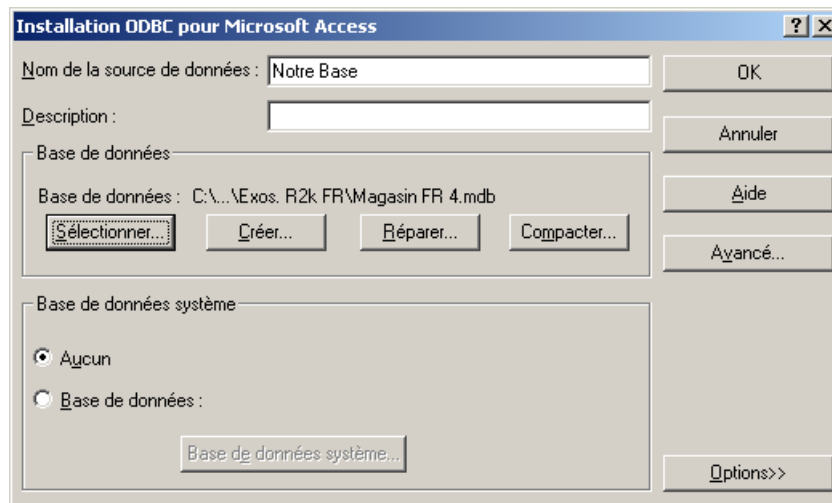 Installation ODBC pour Microsoft Access
Nom de la source de données : Notre Base
OK
Description :
Annuler
Base de données
Base de données : C:\...\Exos. R2k FR\Magasin FR 4.mdb
Aide
Sélectionner... Créer... Réparer... Compacter...
Avancé...
Base de données système
Aucun
Base de données :
Base de données système...
Options>>